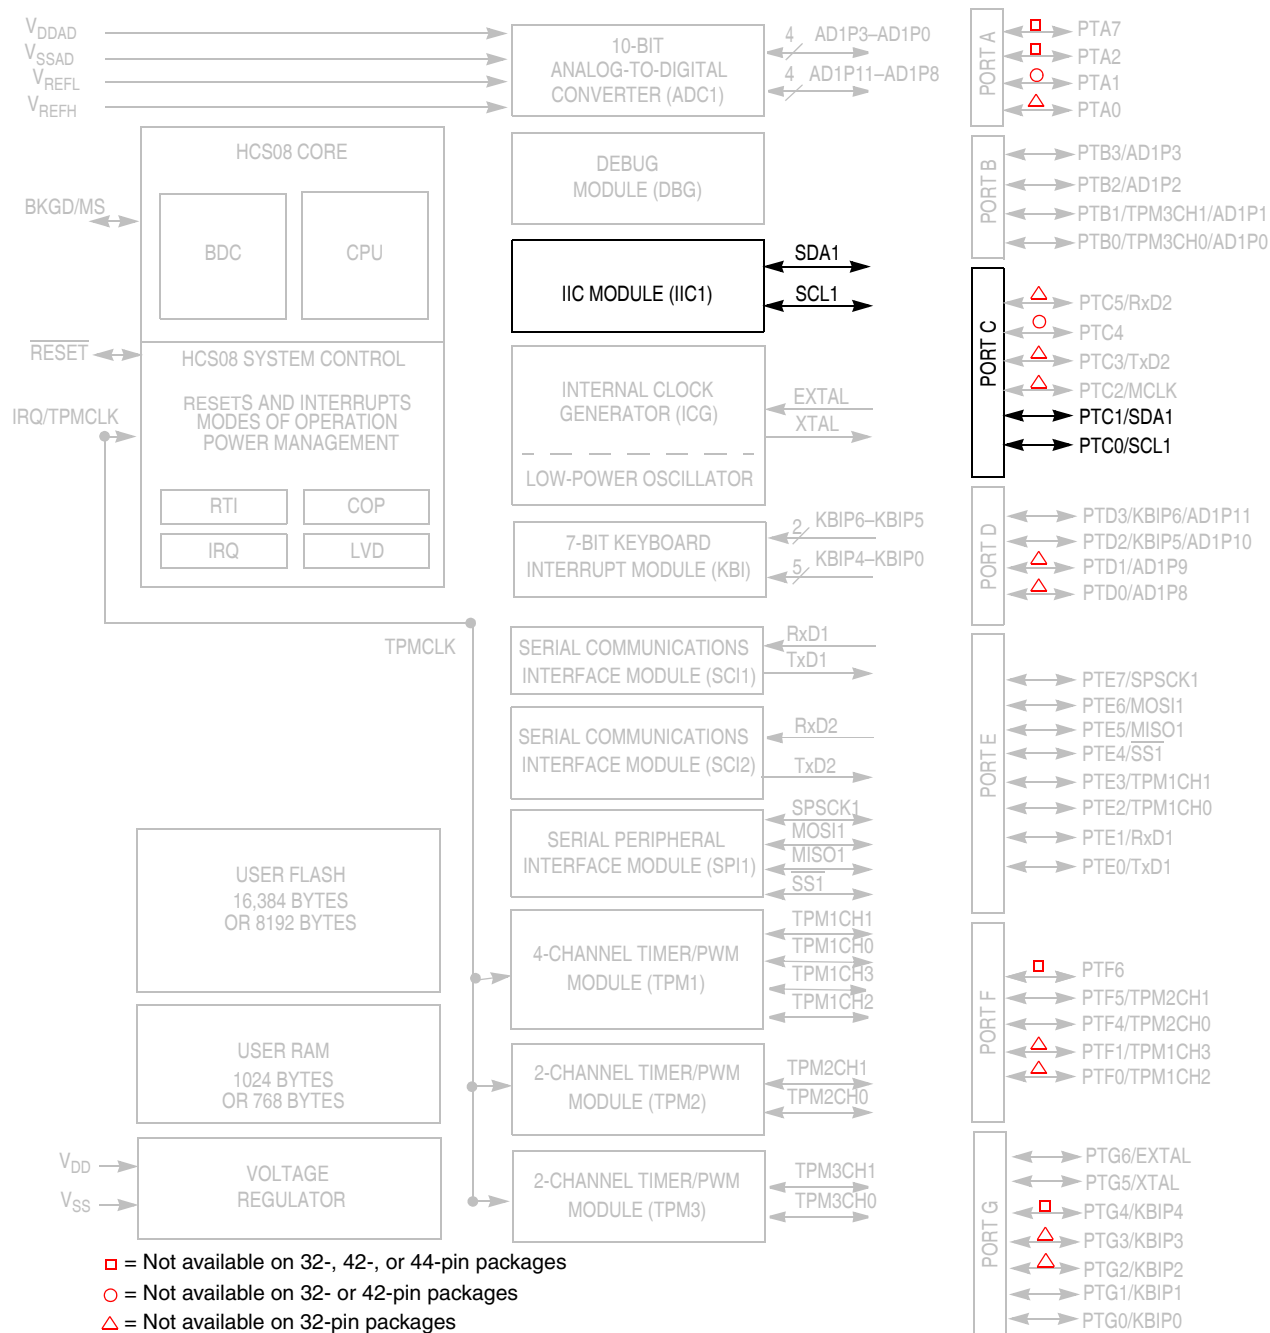 VDDAD
VSSAD
VREFL
VREFH
10-BIT
ANALOG-TO-DIGITAL
CONVERTER (ADC1)
4 AD1P3–AD1P0
4 AD1P11–AD1P8
HCS08 CORE
BDC
CPU
BKGD/MS
DEBUG
MODULE (DBG)
IIC MODULE (IIC1)
SDA1
SCL1
RESET
HCS08 SYSTEM CONTROL
RESETS AND INTERRUPTS
MODES OF OPERATION
POWER MANAGEMENT
IRQ/TPMCLK
RTI
COP
IRQ
LVD
INTERNAL CLOCK
GENERATOR (ICG)
LOW-POWER OSCILLATOR
EXTAL
XTAL
7-BIT KEYBOARD
INTERRUPT MODULE (KBI)
2 KBIP6–KBIP5
5 KBIP4–KBIP0
TPMCLK
SERIAL COMMUNICATIONS
INTERFACE MODULE (SCI1)
RxD1
TxD1
SERIAL COMMUNICATIONS
INTERFACE MODULE (SCI2)
RxD2
TxD2
SERIAL PERIPHERAL
INTERFACE MODULE (SPI1)
SPSCK1
MOSI1
MISO1
SS1
USER FLASH
16,384 BYTES
OR 8192 BYTES
4-CHANNEL TIMER/PWM
MODULE (TPM1)
TPM1CH1
TPM1CH0
TPM1CH3
TPM1CH2
USER RAM
1024 BYTES
OR 768 BYTES
2-CHANNEL TIMER/PWM
MODULE (TPM2)
TPM2CH1
TPM2CH0
VDD
VSS
VOLTAGE
REGULATOR
2-CHANNEL TIMER/PWM
MODULE (TPM3)
TPM3CH1
TPM3CH0
PORT A
PTA7
PTA2
PTA1
PTA0
PORT B
PTB3/AD1P3
PTB2/AD1P2
PTB1/TPM3CH1/AD1P1
PTB0/TPM3CH0/AD1P0
PORT C
PTC5/RxD2
PTC4
PTC3/TxD2
PTC2/MCLK
PTC1/SDA1
PTC0/SCL1
PORT D
PTD3/KBIP6/AD1P11
PTD2/KBIP5/AD1P10
PTD1/AD1P9
PTD0/AD1P8
PORT E
PTE7/SPSCK1
PTE6/MOSI1
PTE5/MISO1
PTE4/SS1
PTE3/TPM1CH1
PTE2/TPM1CH0
PTE1/RxD1
PTE0/TxD1
PORT F
PTF6
PTF5/TPM2CH1
PTF4/TPM2CH0
PTF1/TPM1CH3
PTF0/TPM1CH2
PORT G
PTG6/EXTAL
PTG5/XTAL
PTG4/KBIP4
PTG3/KBIP3
PTG2/KBIP2
PTG1/KBIP1
PTG0/KBIP0
= Not available on 32-, 42-, or 44-pin packages
= Not available on 32- or 42-pin packages
= Not available on 32-pin packages